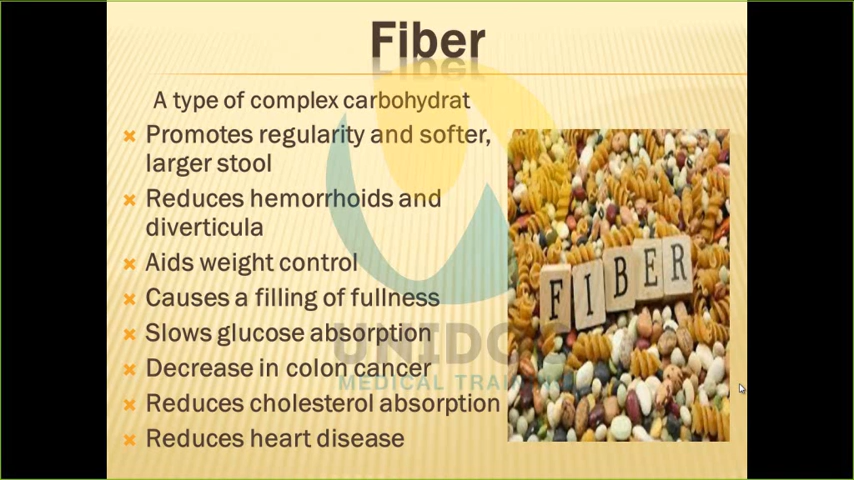 Fiber
A type of complex carbohydrat
Promotes regularity and softer,
larger stool
Reduces hemorrhoids and
diverticula
Aids weight control
Causes a filling of fullness
Slows glucose absorption
Decrease in colon cancer
Reduces cholesterol absorption
Reduces heart disease
FIBER
MEDICAL